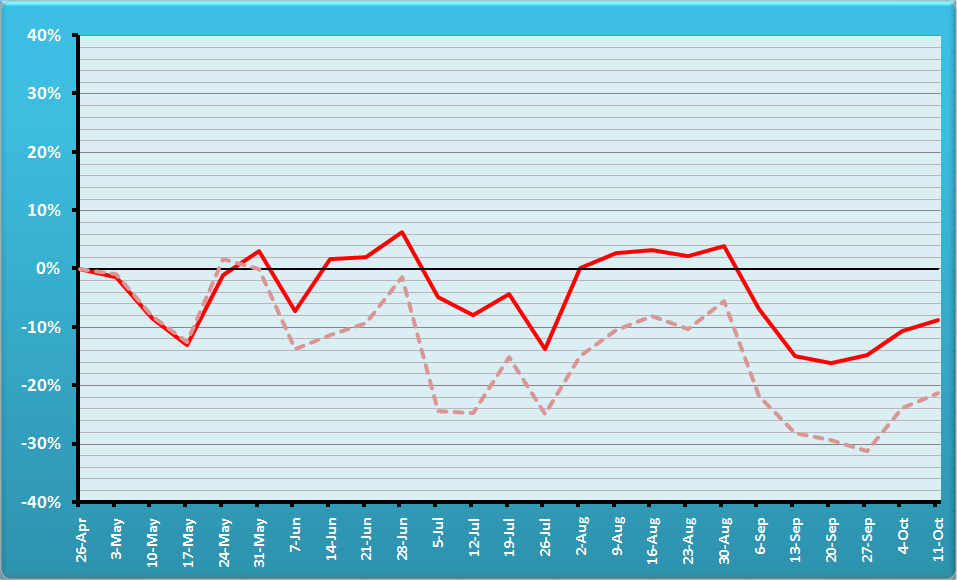 40%
30%
20%
10%
0%
-10%
-20%
-30%
-40%
26-Apr
3-May
10-May
17-May
24-May
31-May
7-Jun
14-Jun
21-Jun
28-Jun
5-Jul
12-Jul
19-Jul
26-Jul
2-Aug
9-Aug
16-Aug
23-Aug
30-Aug
6-Sep
13-Sep
20-Sep
27-Sep
4-Oct
11-Oct